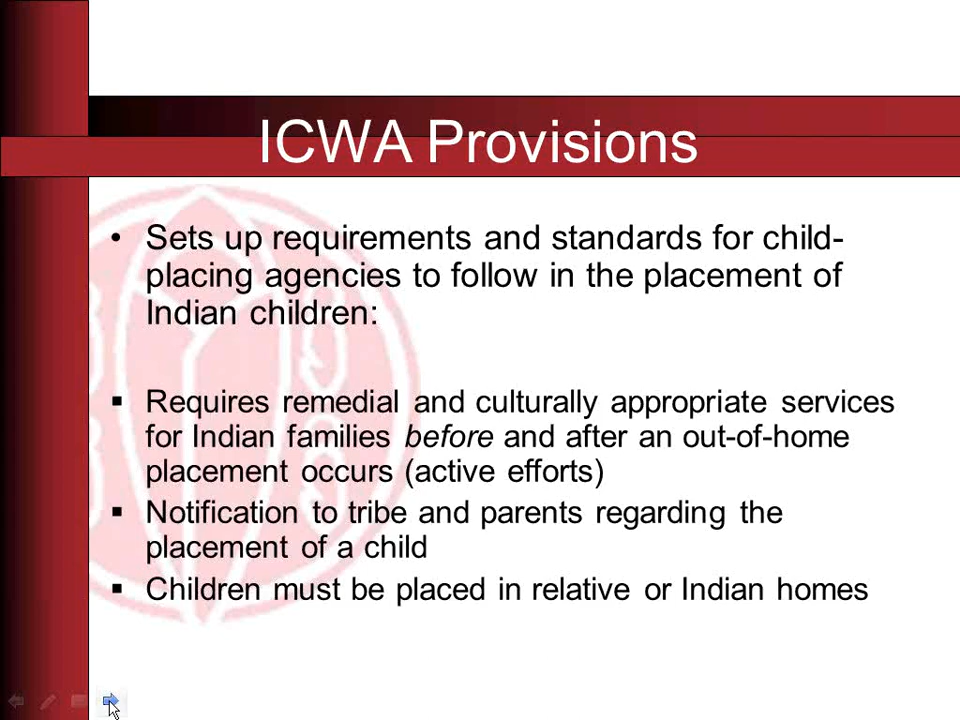 ICWA Provisions
• Sets up requirements and standards for child-
placing agencies to follow in the placement of
Indian children:
▪ Requires remedial and culturally appropriate services
for Indian families before and after an out-of-home
placement occurs (active efforts)
▪ Notification to tribe and parents regarding the
placement of a child
▪ Children must be placed in relative or Indian homes